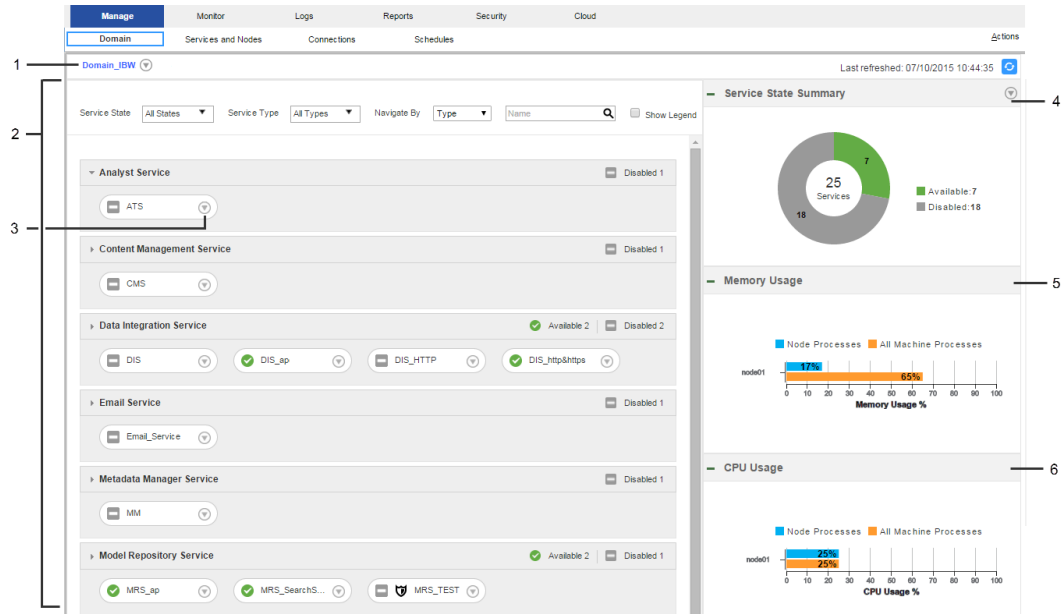 Manage Monitor Logs Reports Security Cloud
Domain Services and Nodes Connections Schedules Actions
1 Domain_IBW Last refreshed: 07/10/2015 10:44:35
2
Service State All States Service Type All Types Navigate By Type Name Show Legend
Analyst Service Disabled 1
ATS
3
Content Management Service Disabled 1
CMS
Data Integration Service Available 2 Disabled 2
DIS DIS_ap DIS_HTTP DIS_http&https
Email Service Disabled 1
Email_Service
Metadata Manager Service Disabled 1
MM
Model Repository Service Available 2 Disabled 1
MRS_ap MRS_SearchS... MRS_TEST
Service State Summary 4
7
25
Services
18
Available:7
Disabled:18
Memory Usage 5
Node Processes All Machine Processes
17%
node01
65%
0 10 20 30 40 50 60 70 80 90 100
Memory Usage %
CPU Usage 6
Node Processes All Machine Processes
25%
node01
25%
0 10 20 30 40 50 60 70 80 90 100
CPU Usage %